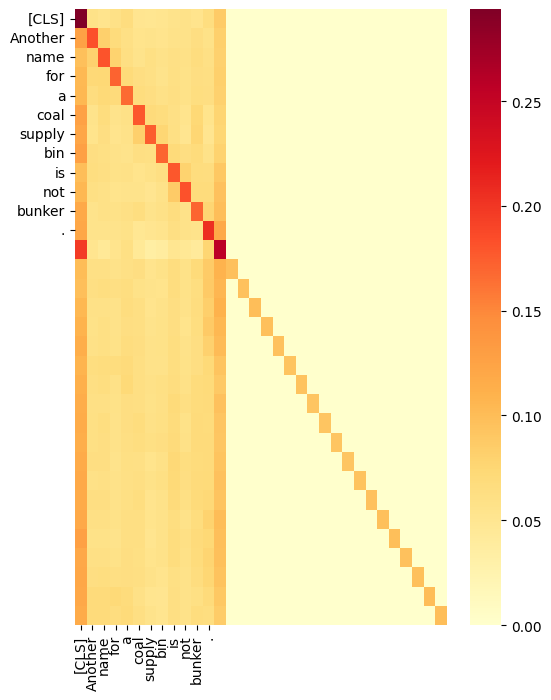 [CLS]
Another
name
for
a
coal
supply
bin
is
not
bunker
.
[CLS]
Another
name
for
a
coal
supply
bin
is
not
bunker
.
0.25
0.20
0.15
0.10
0.05
0.00